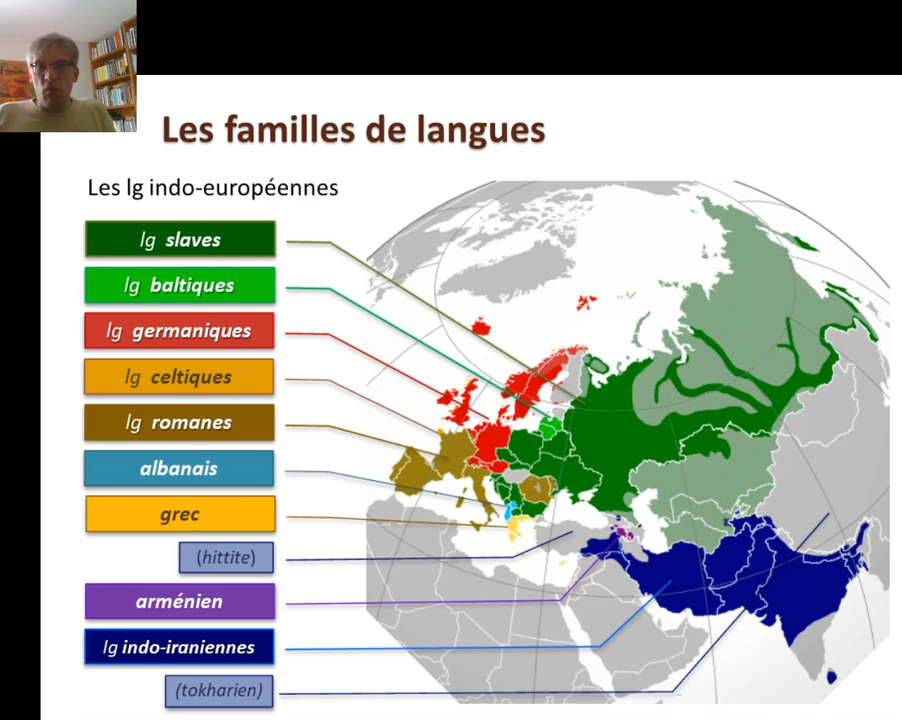 Les familles de langues
Les lg indo-européennes
lg slaves
lg baltiques
lg germaniques
lg celtiques
lg romanes
albanais
grec
(hittite)
arménien
lg indo-iraniennes
(tokharien)